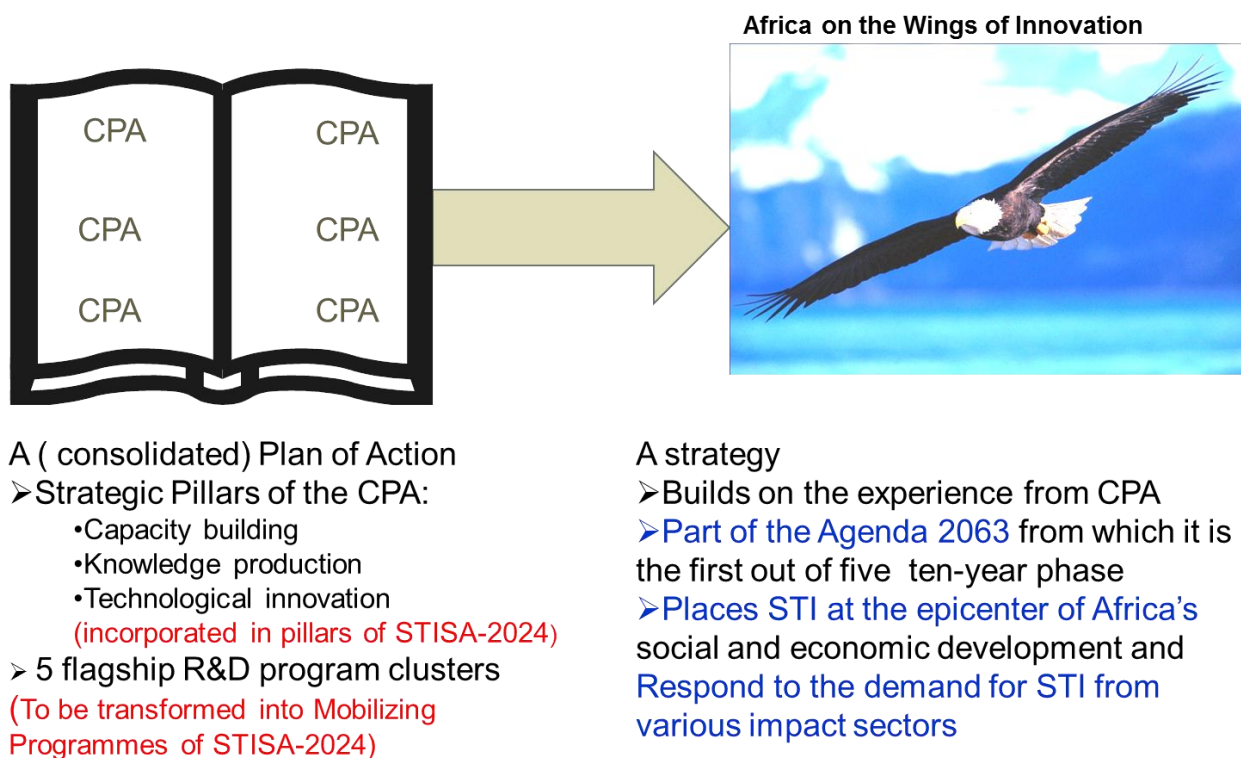 Africa on the Wings of Innovation
CPA CPA
CPA CPA
CPA CPA
A ( consolidated) Plan of Action
➢Strategic Pillars of the CPA:
•Capacity building
•Knowledge production
•Technological innovation
(incorporated in pillars of STISA-2024)
➢ 5 flagship R&D program clusters
(To be transformed into Mobilizing
Programmes of STISA-2024)
A strategy
➢Builds on the experience from CPA
➢Part of the Agenda 2063 from which it is
the first out of five ten-year phase
➢Places STI at the epicenter of Africa’s
social and economic development and
Respond to the demand for STI from
various impact sectors